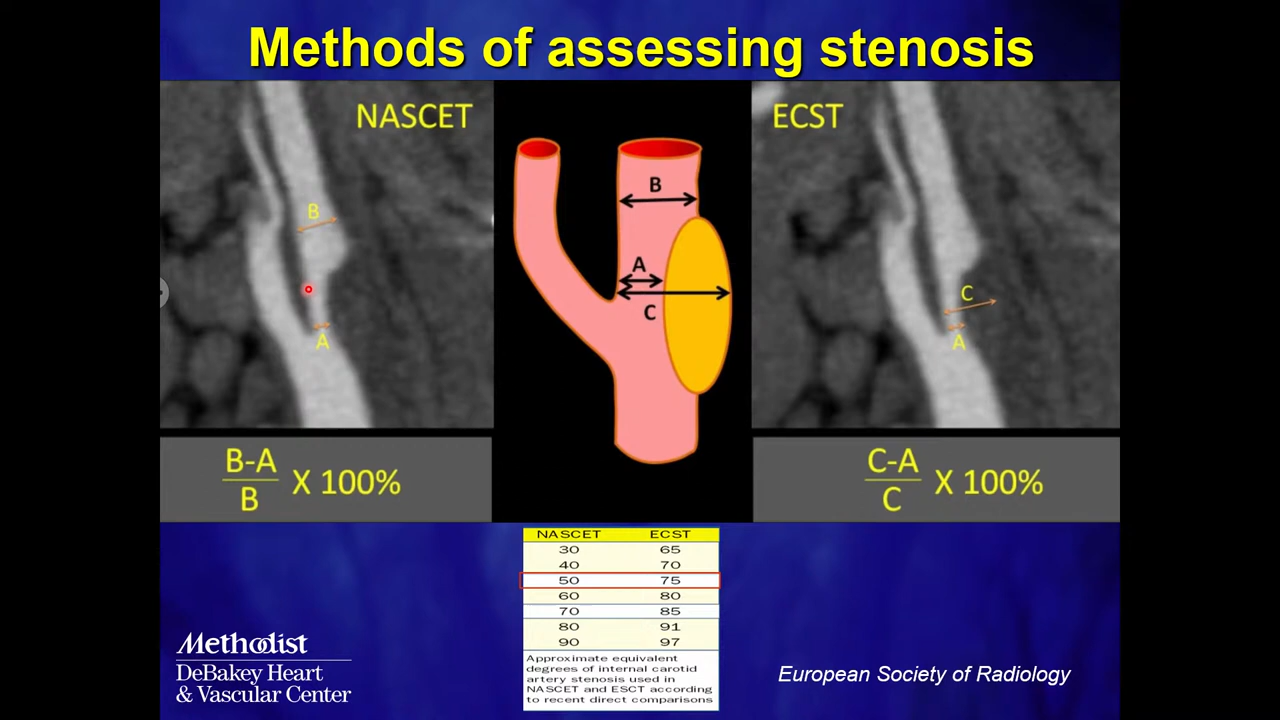 Methods of assessing stenosis
NASCET
B
A
B-A
B
X 100%
B
A
C
ECST
C
A
C-A
C
X 100%
NASCET ECST
30 65
40 70
50 75
60 80
70 85
80 91
90 97
Approximate equivalent
degrees of internal carotid
artery stenosis used in
NASCET and ESCT according
to recent direct comparisons
Methodist
DeBakey Heart
& Vascular Center
European Society of Radiology